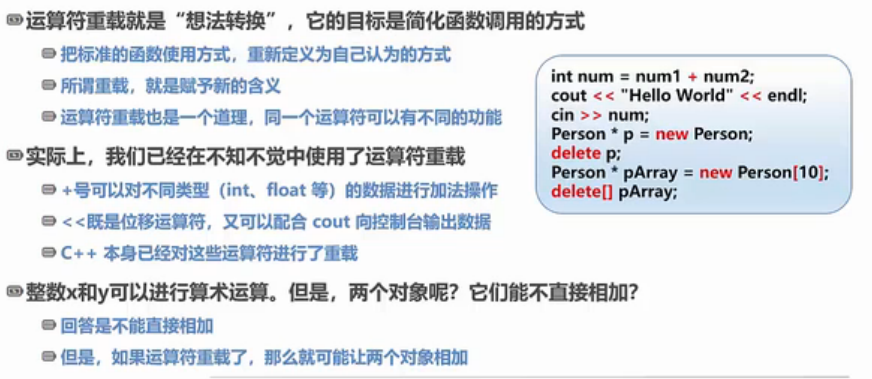 运算符重载就是“想法转换”，它的目标是简化函数调用的方式
把标准的函数使用方式，重新定义为自己认为的方式
所谓重载，就是赋予新的含义
运算符重载也是一个道理，同一个运算符可以有不同的功能
实际上，我们已经在不知不觉中使用了运算符重载
+号可以对不同类型（int、float 等）的数据进行加法操作
<<既是位移运算符，又可以配合 cout 向控制台输出数据
C++ 本身已经对这些运算符进行了重载
整数x和y可以进行算术运算。但是，两个对象呢？它们能不直接相加？
回答是不能直接相加
但是，如果运算符重载了，那么就可能让两个对象相加
int num = num1 + num2;
cout << "Hello World" << endl;
cin >> num;
Person * p = new Person;
delete p;
Person * pArray = new Person[10];
delete[] pArray;